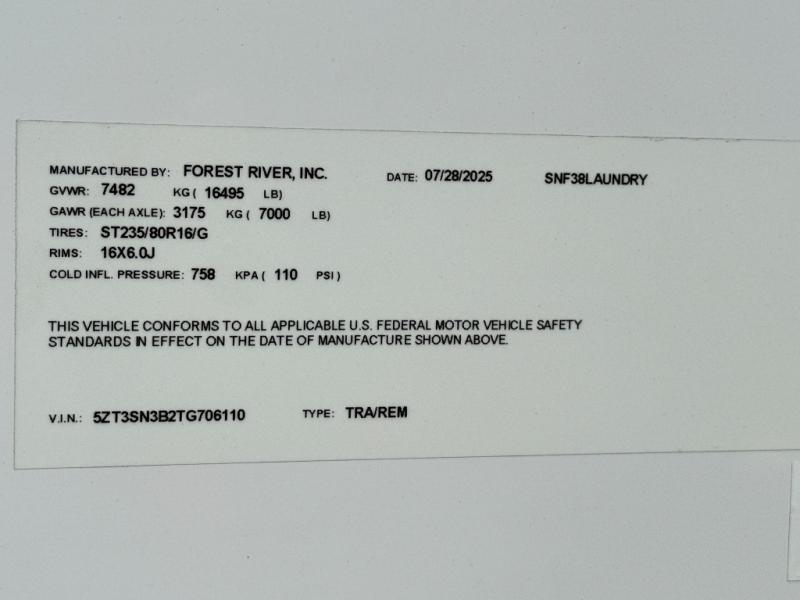 MANUFACTURED BY: FOREST RIVER, INC. DATE: 07/28/2025 SNF38LAUNDRY
GVWR: 7482 KG ( 16495 LB)
GAWR (EACH AXLE): 3175 KG ( 7000 LB)
TIRES: ST235/80R16/G
RIMS: 16X6.0J
COLD INFL. PRESSURE: 758 KPA ( 110 PSI )
THIS VEHICLE CONFORMS TO ALL APPLICABLE U.S. FEDERAL MOTOR VEHICLE SAFETY
STANDARDS IN EFFECT ON THE DATE OF MANUFACTURE SHOWN ABOVE.
V.I.N.: 5ZT3SN3B2TG706110 TYPE: TRA/REM